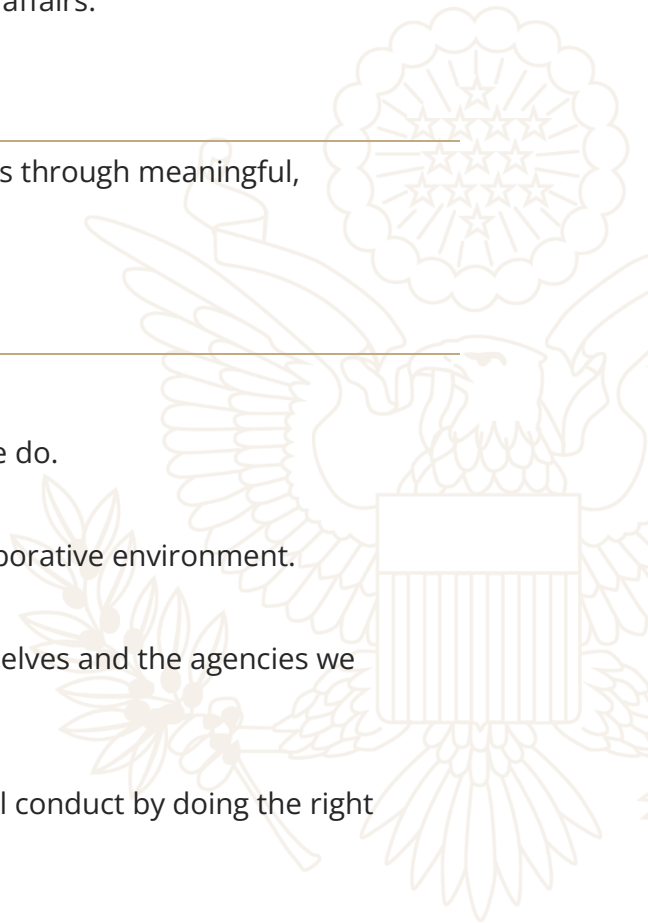 affairs.
s through meaningful,
e do.
borative environment.
elves and the agencies we
l conduct by doing the right